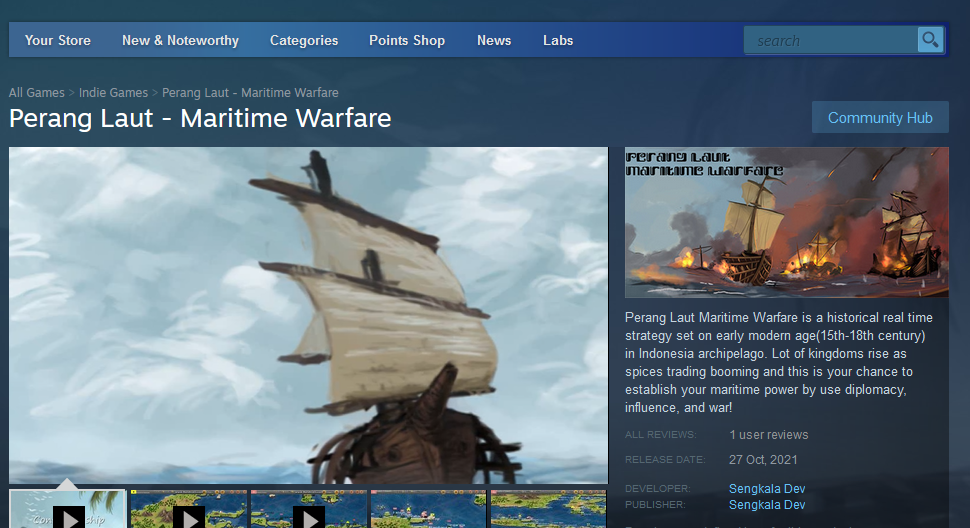 Your Store New & Noteworthy Categories Points Shop News Labs search
All Games > Indie Games > Perang Laut - Maritime Warfare
Perang Laut - Maritime Warfare
Community Hub
Perang Laut
Maritime Warfare
Perang Laut Maritime Warfare is a historical real time
strategy set on early modern age(15th-18th century)
in Indonesia archipelago. Lot of kingdoms rise as
spices trading booming and this is your chance to
establish your maritime power by use diplomacy,
influence, and war!
ALL REVIEWS: 1 user reviews
RELEASE DATE: 27 Oct, 2021
DEVELOPER: Sengkala Dev
PUBLISHER: Sengkala Dev